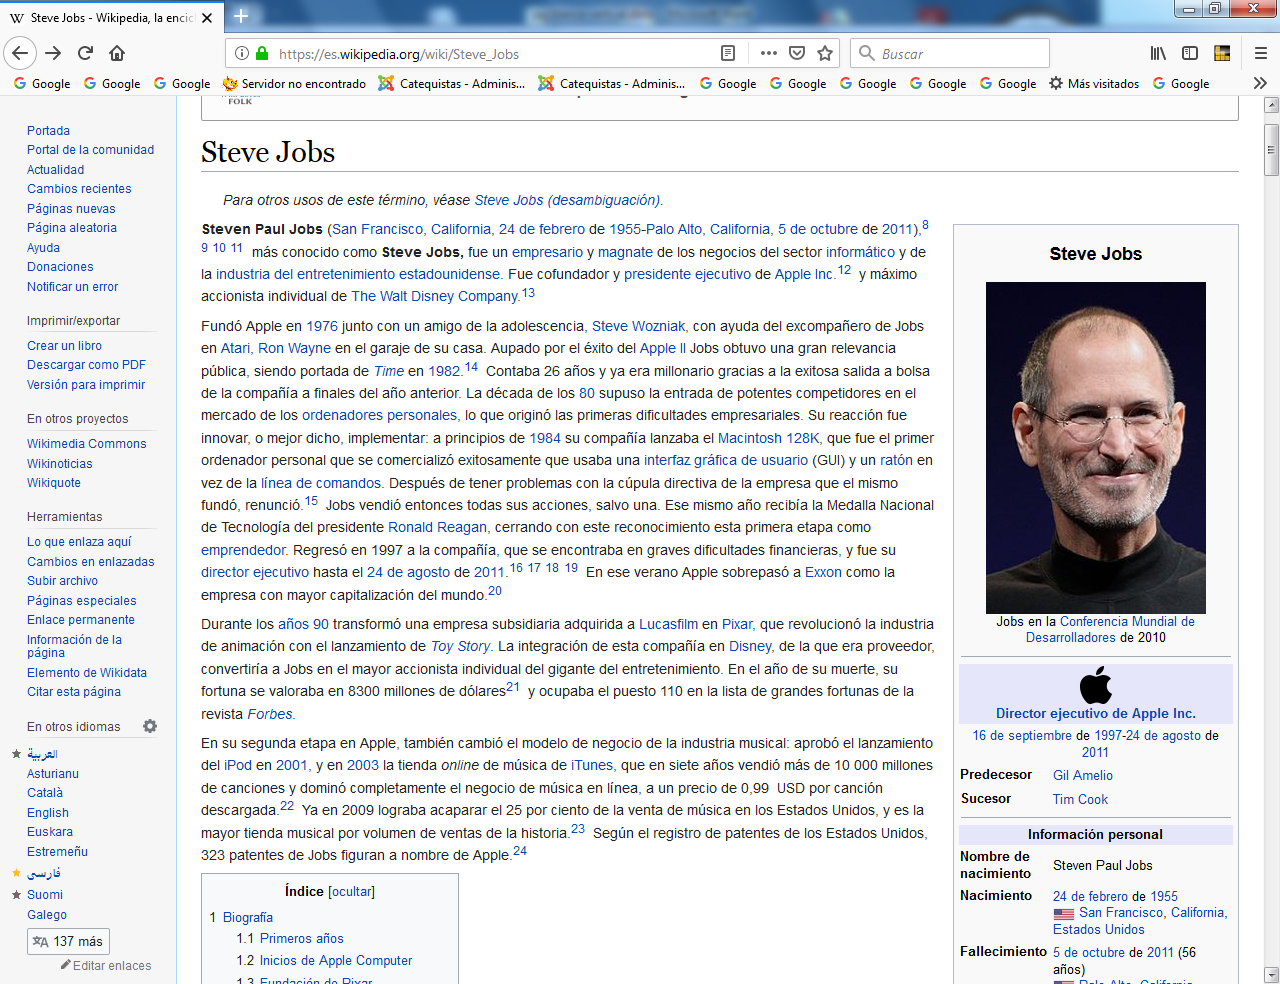 Steve Jobs - Wikipedia, la encic
https://es.wikipedia.org/wiki/Steve_Jobs
Buscar
Google Google Google Servidor no encontrado Catequistas - Adminis... Catequistas - Adminis... Google Google Google Google Google Más visitados Google
FOLK
Portada
Portal de la comunidad
Actualidad
Cambios recientes
Páginas nuevas
Página aleatoria
Ayuda
Donaciones
Notificar un error
Imprimir/exportar
Crear un libro
Descargar como PDF
Versión para imprimir
En otros proyectos
Wikimedia Commons
Wikinoticias
Wikiquote
Herramientas
Lo que enlaza aquí
Cambios en enlazadas
Subir archivo
Páginas especiales
Enlace permanente
Información de la
página
Elemento de Wikidata
Citar esta página
En otros idiomas
العربية
Asturianu
Català
English
Euskara
Estremeñu
فارسی
Suomi
Galego
137 más
Editar enlaces
Steve Jobs
Para otros usos de este término, véase Steve Jobs (desambiguación).
Steven Paul Jobs (San Francisco, California, 24 de febrero de 1955-Palo Alto, California, 5 de octubre de 2011),8
9 10 11 más conocido como Steve Jobs, fue un empresario y magnate de los negocios del sector informático y de
la industria del entretenimiento estadounidense. Fue cofundador y presidente ejecutivo de Apple Inc.12 y máximo
accionista individual de The Walt Disney Company.13
Fundó Apple en 1976 junto con un amigo de la adolescencia, Steve Wozniak, con ayuda del excompañero de Jobs
en Atari, Ron Wayne en el garaje de su casa. Aupado por el éxito del Apple II Jobs obtuvo una gran relevancia
pública, siendo portada de Time en 1982.14 Contaba 26 años y ya era millonario gracias a la exitosa salida a bolsa
de la compañía a finales del año anterior. La década de los 80 supuso la entrada de potentes competidores en el
mercado de los ordenadores personales, lo que originó las primeras dificultades empresariales. Su reacción fue
innovar, o mejor dicho, implementar: a principios de 1984 su compañía lanzaba el Macintosh 128K, que fue el primer
ordenador personal que se comercializó exitosamente que usaba una interfaz gráfica de usuario (GUI) y un ratón en
vez de la línea de comandos. Después de tener problemas con la cúpula directiva de la empresa que el mismo
fundó, renunció.15 Jobs vendió entonces todas sus acciones, salvo una. Ese mismo año recibía la Medalla Nacional
de Tecnología del presidente Ronald Reagan, cerrando con este reconocimiento esta primera etapa como
emprendedor. Regresó en 1997 a la compañía, que se encontraba en graves dificultades financieras, y fue su
director ejecutivo hasta el 24 de agosto de 2011.16 17 18 19 En ese verano Apple sobrepasó a Exxon como la
empresa con mayor capitalización del mundo.20
Durante los años 90 transformó una empresa subsidiaria adquirida a Lucasfilm en Pixar, que revolucionó la industria
de animación con el lanzamiento de Toy Story. La integración de esta compañía en Disney, de la que era proveedor,
convertiría a Jobs en el mayor accionista individual del gigante del entretenimiento. En el año de su muerte, su
fortuna se valoraba en 8300 millones de dólares21 y ocupaba el puesto 110 en la lista de grandes fortunas de la
revista Forbes.
En su segunda etapa en Apple, también cambió el modelo de negocio de la industria musical: aprobó el lanzamiento
del iPod en 2001, y en 2003 la tienda online de música de iTunes, que en siete años vendió más de 10 000 millones
de canciones y dominó completamente el negocio de música en línea, a un precio de 0,99 USD por canción
descargada.22 Ya en 2009 lograba acaparar el 25 por ciento de la venta de música en los Estados Unidos, y es la
mayor tienda musical por volumen de ventas de la historia.23 Según el registro de patentes de los Estados Unidos,
323 patentes de Jobs figuran a nombre de Apple.24
Índice [ocultar]
1 Biografía
1.1 Primeros años
1.2 Inicios de Apple Computer
1.3 Fundación de Pixar
Steve Jobs
Jobs en la Conferencia Mundial de
Desarrolladores de 2010
Director ejecutivo de Apple Inc.
16 de septiembre de 1997-24 de agosto de
2011
Predecesor Gil Amelio
Sucesor Tim Cook
Información personal
Nombre de
nacimiento Steven Paul Jobs
Nacimiento 24 de febrero de 1955
San Francisco, California,
Estados Unidos
Fallecimiento 5 de octubre de 2011 (56
años)
Palo Alto, California